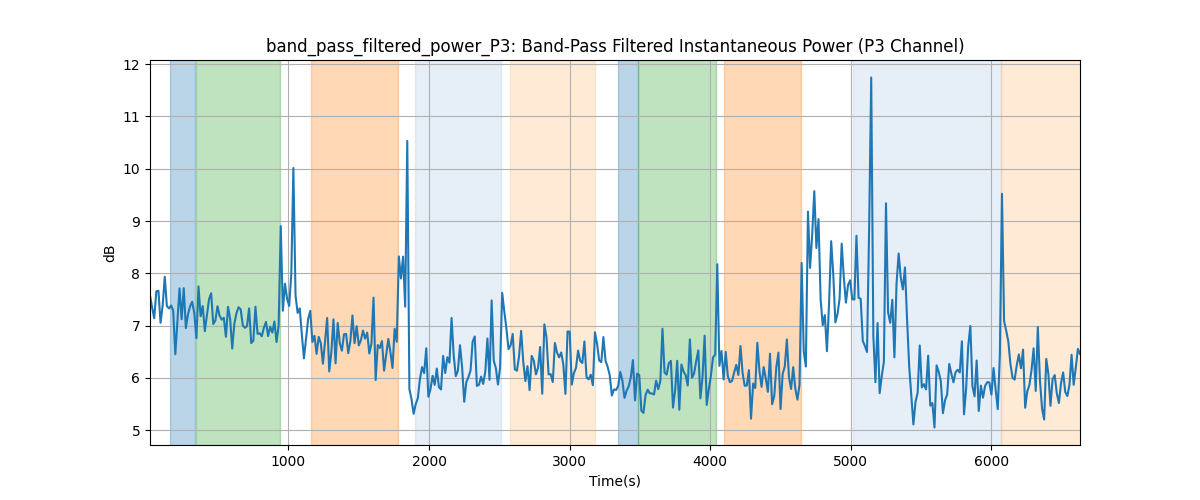 band_pass_filtered_power_P3: Band-Pass Filtered Instantaneous Power (P3 Channel)
12
11
10
9
8
7
6
5
dB
1000 2000 3000 4000 5000 6000
Time(s)